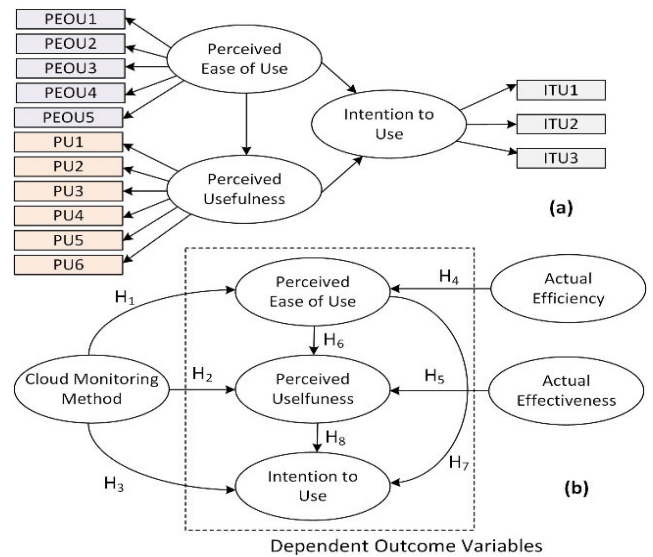 PEOU1
PEOU2
PEOU3
PEOU4
PEOU5
PU1
PU2
PU3
PU4
PU5
PU6
Perceived
Ease of Use
Perceived
Usefulness
Intention to
Use
ITU1
ITU2
ITU3
(a)
Cloud Monitoring
Method
H1
H2
H3
Perceived
Ease of Use
H6
Perceived
Uselfuness
H8
Intention to
Use
H4
H5
H7
Actual
Efficiency
Actual
Effectiveness
(b)
Dependent Outcome Variables